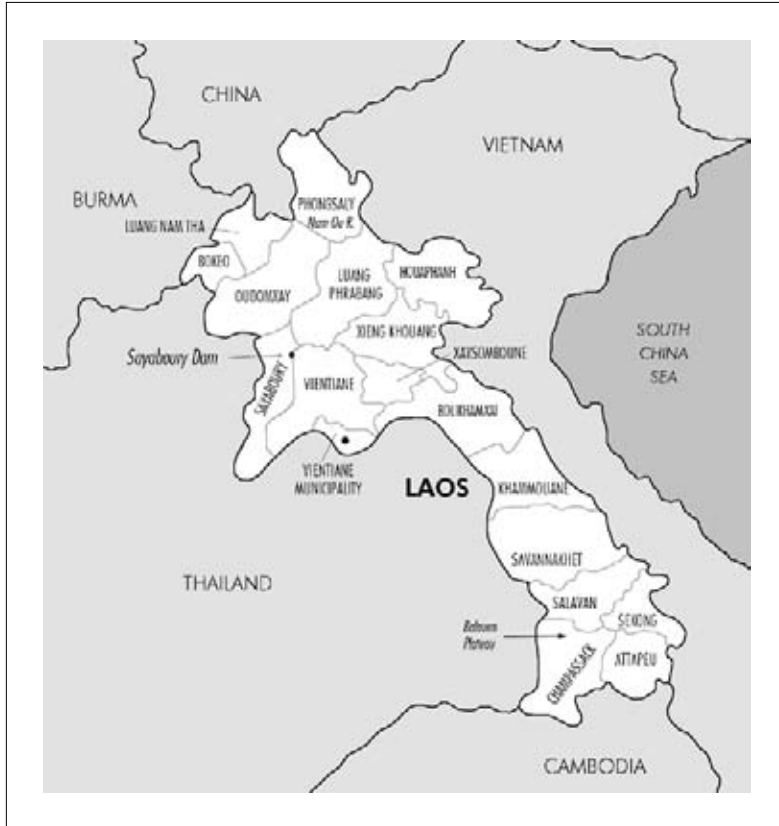 CHINA
VIETNAM
BURMA
PHONGSALY
Nam Ou R.
LUANG NAM THA
BOKEO
OUDOMXAY
LUANG
PHRABANG
HOUAPHANH
XIENG KHOUANG
SOUTH
CHINA
SEA
Sayaboury Dam
XAYSOMBOUNE
VIENTIANE
SAYABOURY
BOLIKHAMXAI
VIENTIANE
MUNICIPALITY
LAOS
KHAMMOUANE
SAVANNAKHET
THAILAND
SALAVAN
SEKONG
Bolaven
Plateau
ATTAPEU
CHAMPASSACK
CAMBODIA